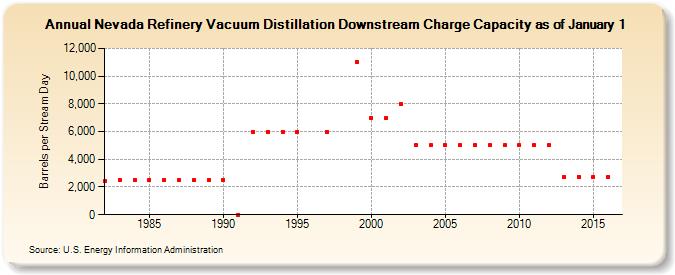 Annual Nevada Refinery Vacuum Distillation Downstream Charge Capacity as of January 1
Barrels per Stream Day
12,000
10,000
8,000
6,000
4,000
2,000
0
1985 1990 1995 2000 2005 2010 2015
Source: U.S. Energy Information Administration